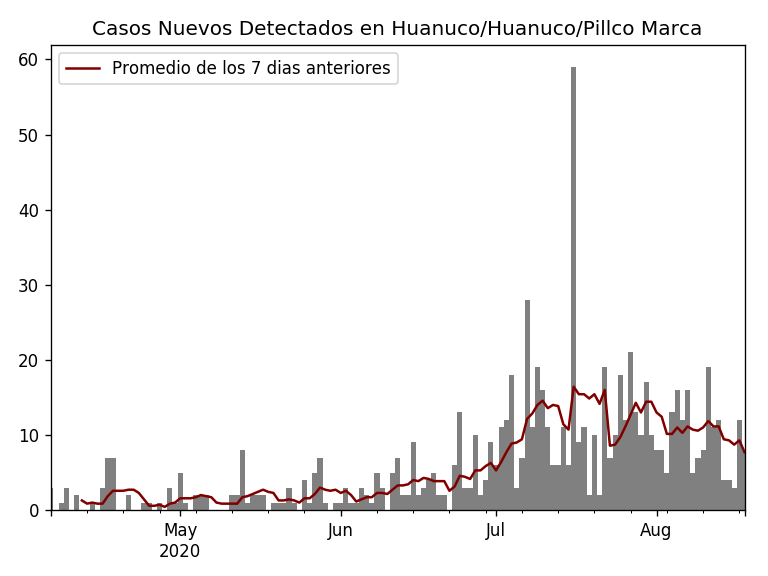 Casos Nuevos Detectados en Huanuco/Huanuco/Pillco Marca
Promedio de los 7 dias anteriores
60
50
40
30
20
10
0
May
2020
Jun
Jul
Aug